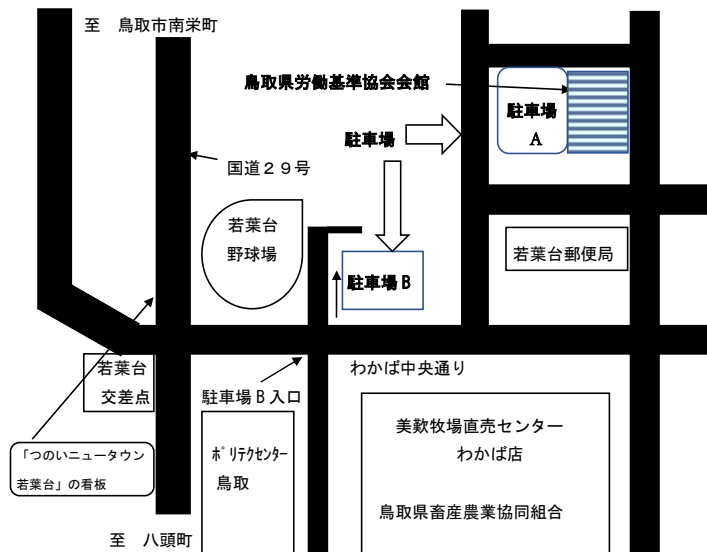 至　鳥取市南栄町
鳥取県労働基準協会会館
駐車場
A
駐車場
国道２９号
若葉台
野球場
若葉台郵便局
駐車場 B
若葉台
交差点
駐車場 B 入口
わかば中央通り
「つのいニュータウン
若葉台」の看板
ﾎﾟﾘﾃｸｾﾝﾀｰ
鳥取
美歎牧場直売センター
わかば店
鳥取県畜産農業協同組合
至　八頭町